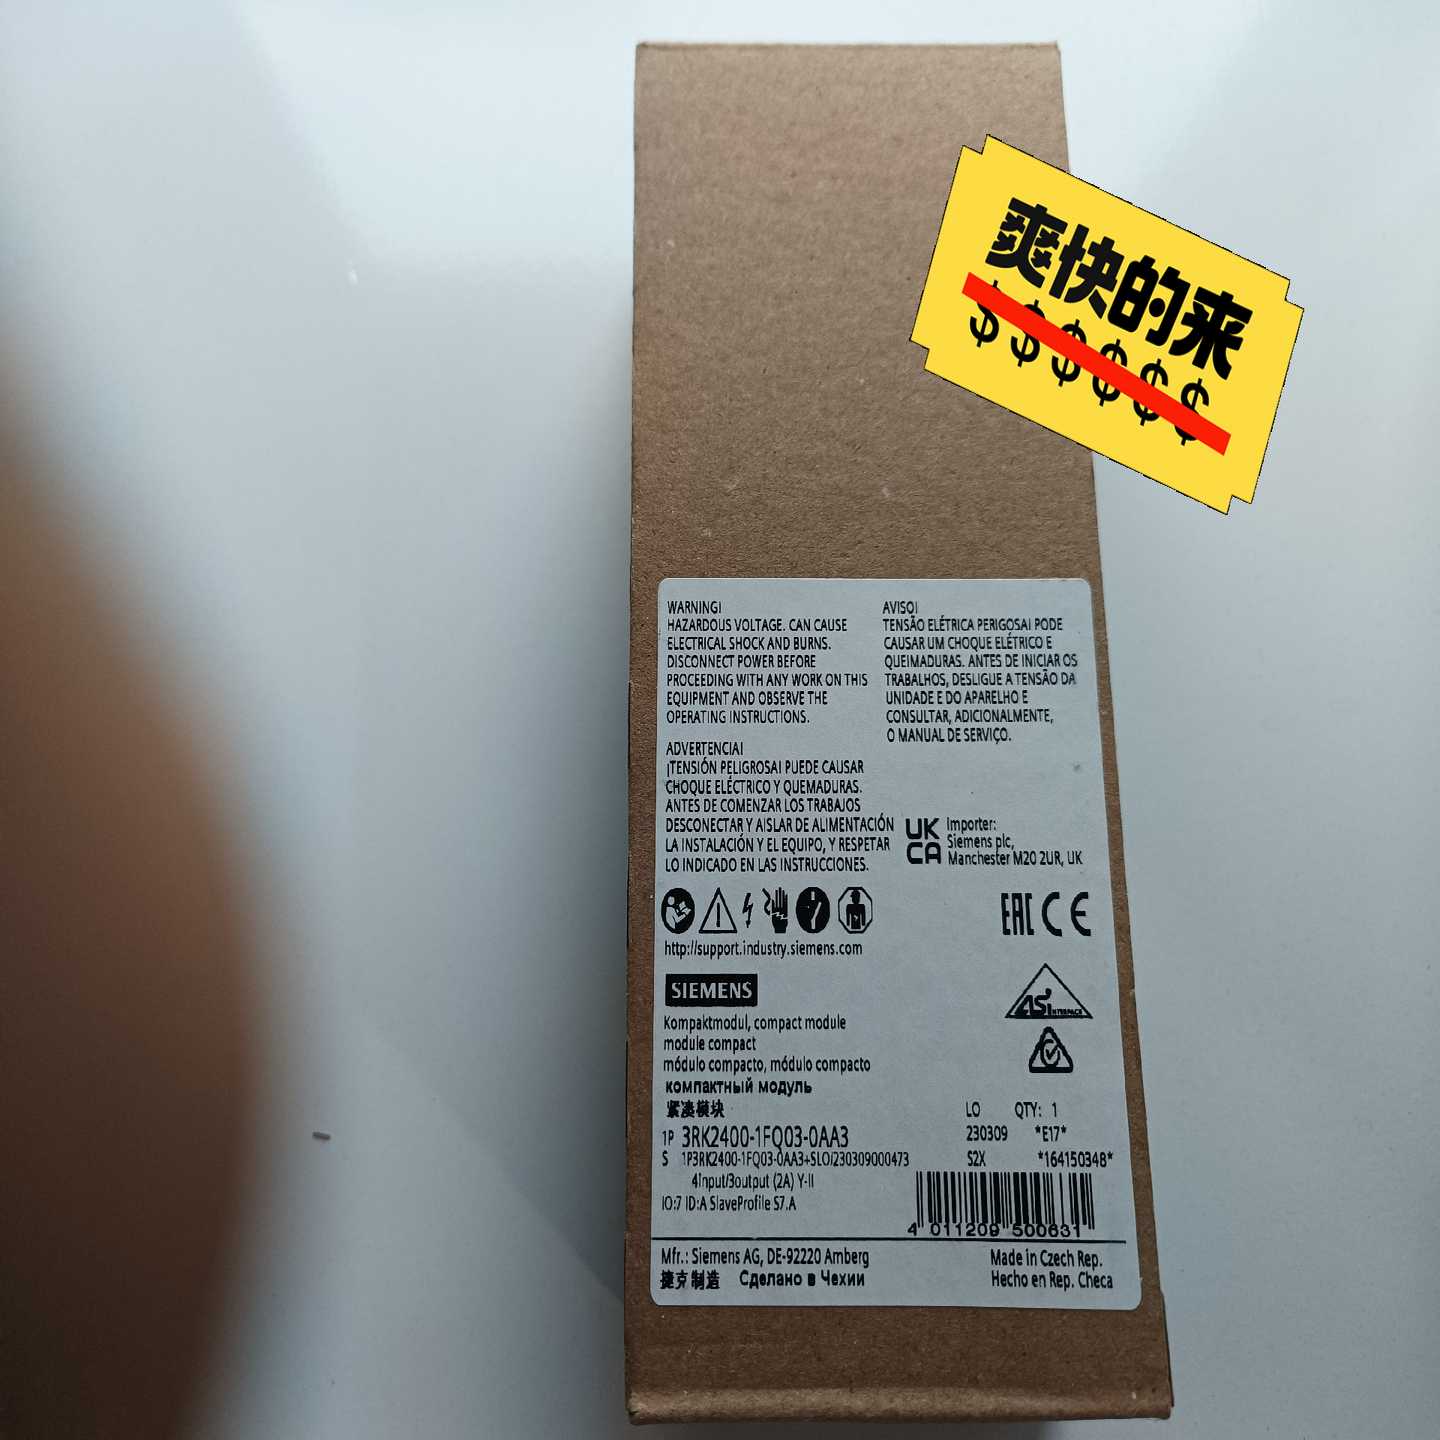 爽快的来
$$$$$$
WARNING!
HAZARDOUS VOLTAGE. CAN CAUSE
ELECTRICAL SHOCK AND BURNS.
DISCONNECT POWER BEFORE
PROCEEDING WITH ANY WORK ON THIS
EQUIPMENT AND OBSERVE THE
OPERATING INSTRUCTIONS.
AVISO!
TENSÃO ELÉTRICA PERIGOSA! PODE
CAUSAR UM CHOQUE ELÉTRICO E
QUEIMADURAS. ANTES DE INICIAR OS
TRABALHOS, DESLIGUE A TENSÃO DA
UNIDADE E DO APARELHO E
CONSULTAR, ADICIONALMENTE,
O MANUAL DE SERVIÇO.
ADVERTENCIA!
¡TENSIÓN PELIGROSA! PUEDE CAUSAR
CHOQUE ELÉCTRICO Y QUEMADURAS.
ANTES DE COMENZAR LOS TRABAJOS
DESCONECTAR Y AISLAR DE ALIMENTACIÓN
LA INSTALACIÓN Y EL EQUIPO, Y RESPETAR
LO INDICADO EN LAS INSTRUCCIONES.
UK
CA
Importer:
Siemens plc,
Manchester M20 2UR, UK
EAC CE
http://support.industry.siemens.com
SIEMENS
ASINTERFACE
Kompaktmodul, compact module
module compact
módulo compacto, módulo compacto
компактный модуль
紧凑模块
LO QTY: 1
1P 3RK2400-1FQ03-0AA3
230309 *E17*
S 1P3RK2400-1FQ03-0AA3+SLO/230309000473
S2X *164150348*
4Input/3output (2A) Y-II
IO:7 ID:A SlaveProfile S7.A
4 011209 500631
Mfr.: Siemens AG, DE-92220 Amberg
Made in Czech Rep.
捷克制造 Сделано в Чехии
Hecho en Rep. Checa